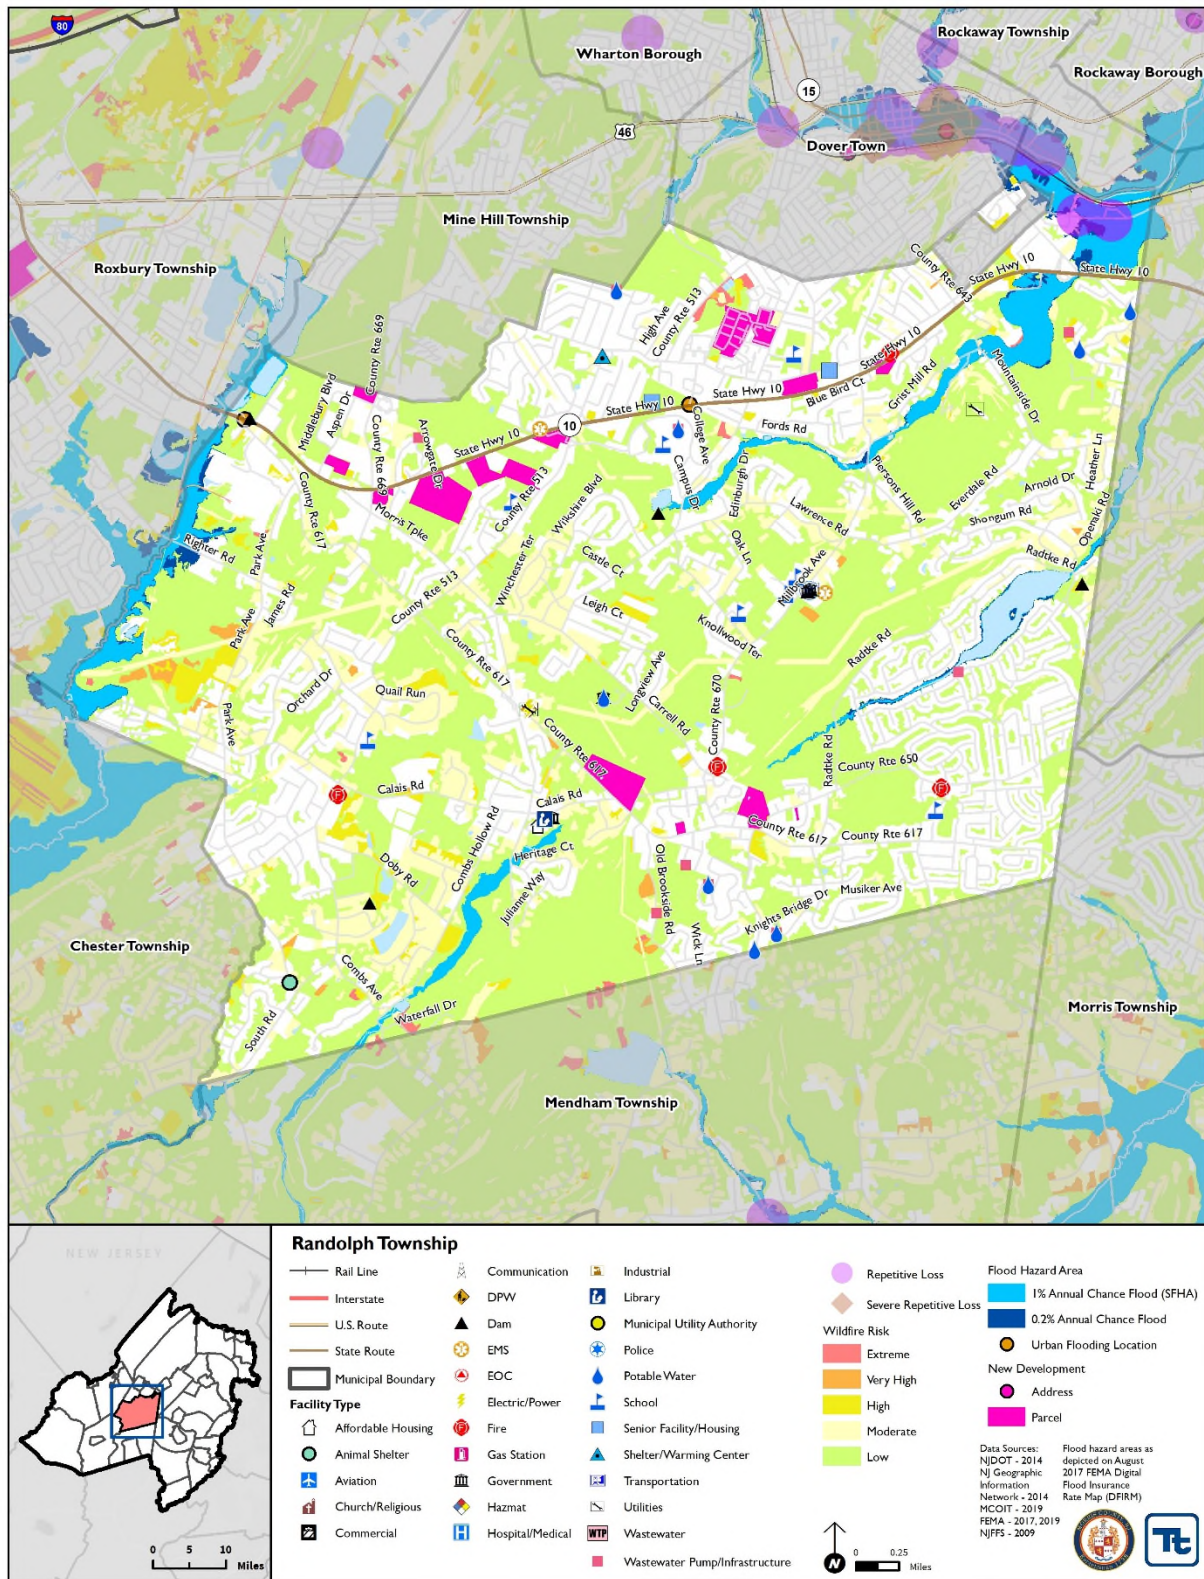 80
Wharton Borough
Rockaway Township
Rockaway Borough
15
46
Dover Town
Mine Hill Township
Roxbury Township
County Rte 643
State Hwy 10
State Hwy 10
High Ave
County Rte 513
County Rte 669
Middlebury Blvd
Aspen Dr
State Hwy 10
Blue Bird Ct
Grist Mill Rd
Mountainside Dr
State Hwy 10
State Hwy 10
10
County Rte 669
Arrowgate Dr
State Hwy 10
College Ave
Fords Rd
County Rte 617
Morris Tpke
County Rte 513
Wilkshire Blvd
Campus Dr
Edinburgh Dr
Piersons Hill Rd
Everdale Rd
Arnold Dr
Heather Ln
Lawrence Rd
Shongum Rd
Openaki Rd
Righter Rd
Park Ave
James Rd
Winchester Ter
Castle Ct
Oak Ln
Millbrook Ave
Radtke Rd
County Rte 513
Leigh Ct
Knollwood Ter
Park Ave
County Rte 617
Radtke Rd
Orchard Dr
Quail Run
Longview Ave
Carrell Rd
County Rte 670
Park Ave
County Rte 617
Radtke Rd
County Rte 650
Calais Rd
Calais Rd
County Rte 617
County Rte 617
Combs Hollow Rd
Heritage Ct
Doby Rd
Julianne Way
Old Brookside Rd
Musiker Ave
Knights Bridge Dr
Wick Ln
Chester Township
Combs Ave
Waterfall Dr
South Rd
Morris Township
Mendham Township
NEW JERSEY
0 5 10
Miles
Randolph Township
Rail Line
Interstate
U.S. Route
State Route
Municipal Boundary
Facility Type
Affordable Housing
Animal Shelter
Aviation
Church/Religious
Commercial
Communication
DPW
Dam
EMS
EOC
Electric/Power
Fire
Gas Station
Government
Hazmat
Hospital/Medical
Industrial
Library
Municipal Utility Authority
Police
Potable Water
School
Senior Facility/Housing
Shelter/Warming Center
Transportation
Utilities
WTP Wastewater
Wastewater Pump/Infrastructure
Repetitive Loss
Severe Repetitive Loss
Wildfire Risk
Extreme
Very High
High
Moderate
Low
Flood Hazard Area
1% Annual Chance Flood (SFHA)
0.2% Annual Chance Flood
Urban Flooding Location
New Development
Address
Parcel
Data Sources:
NJDOT - 2014
NJ Geographic
Information
Network - 2014
MCOIT - 2019
FEMA - 2017, 2019
NJFFS - 2009
Flood hazard areas as
depicted on August
2017 FEMA Digital
Flood Insurance
Rate Map (DFIRM)
N
0 0.25
Miles
Tt